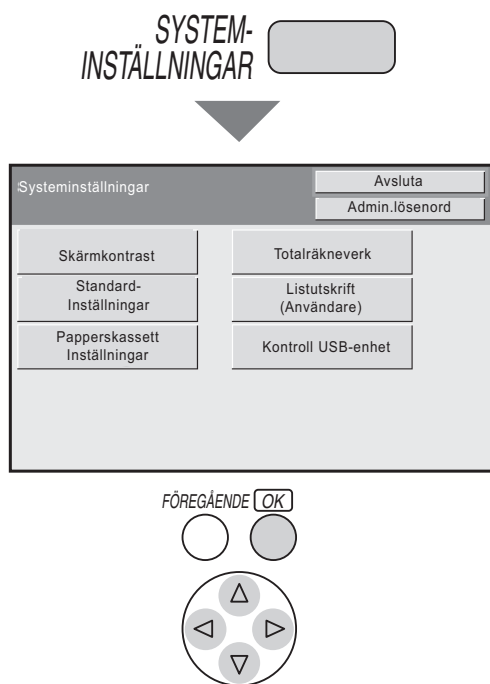 SYSTEM-
INSTÄLLNINGAR
Systeminställningar
Avsluta
Admin.lösenord
Skärmkontrast
Totalräkneverk
Standard-
Inställningar
Listutskrift
(Användare)
Papperskassett
Inställningar
Kontroll USB-enhet
FÖREGÅENDE OK